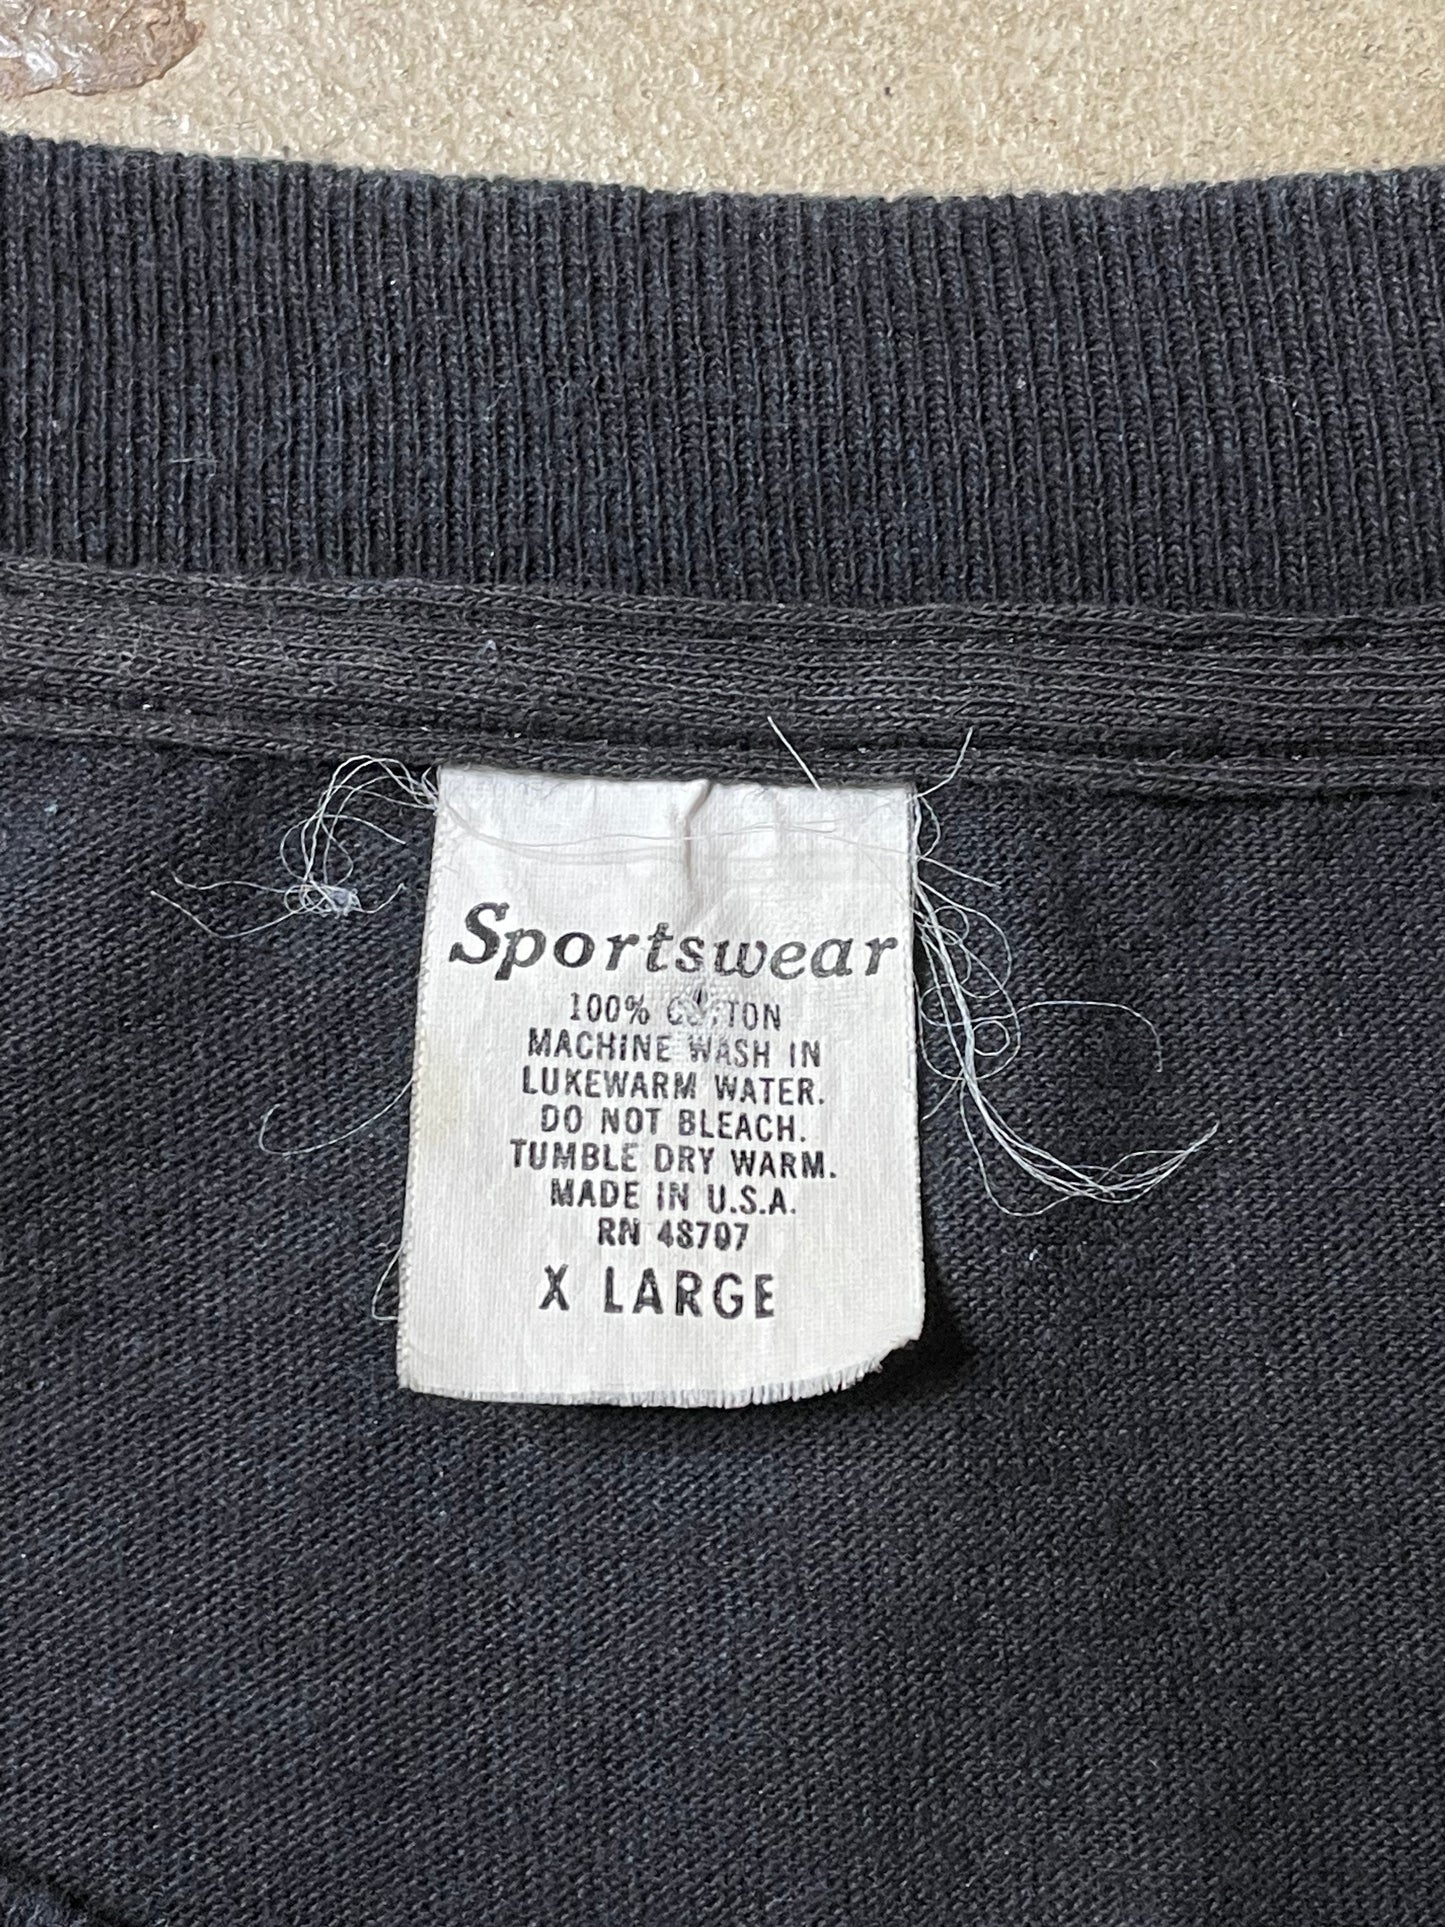 Sportswear
100% COTTON
MACHINE WASH IN
LUKEWARM WATER.
DO NOT BLEACH.
TUMBLE DRY WARM.
MADE IN U.S.A.
RN 48707
X LARGE